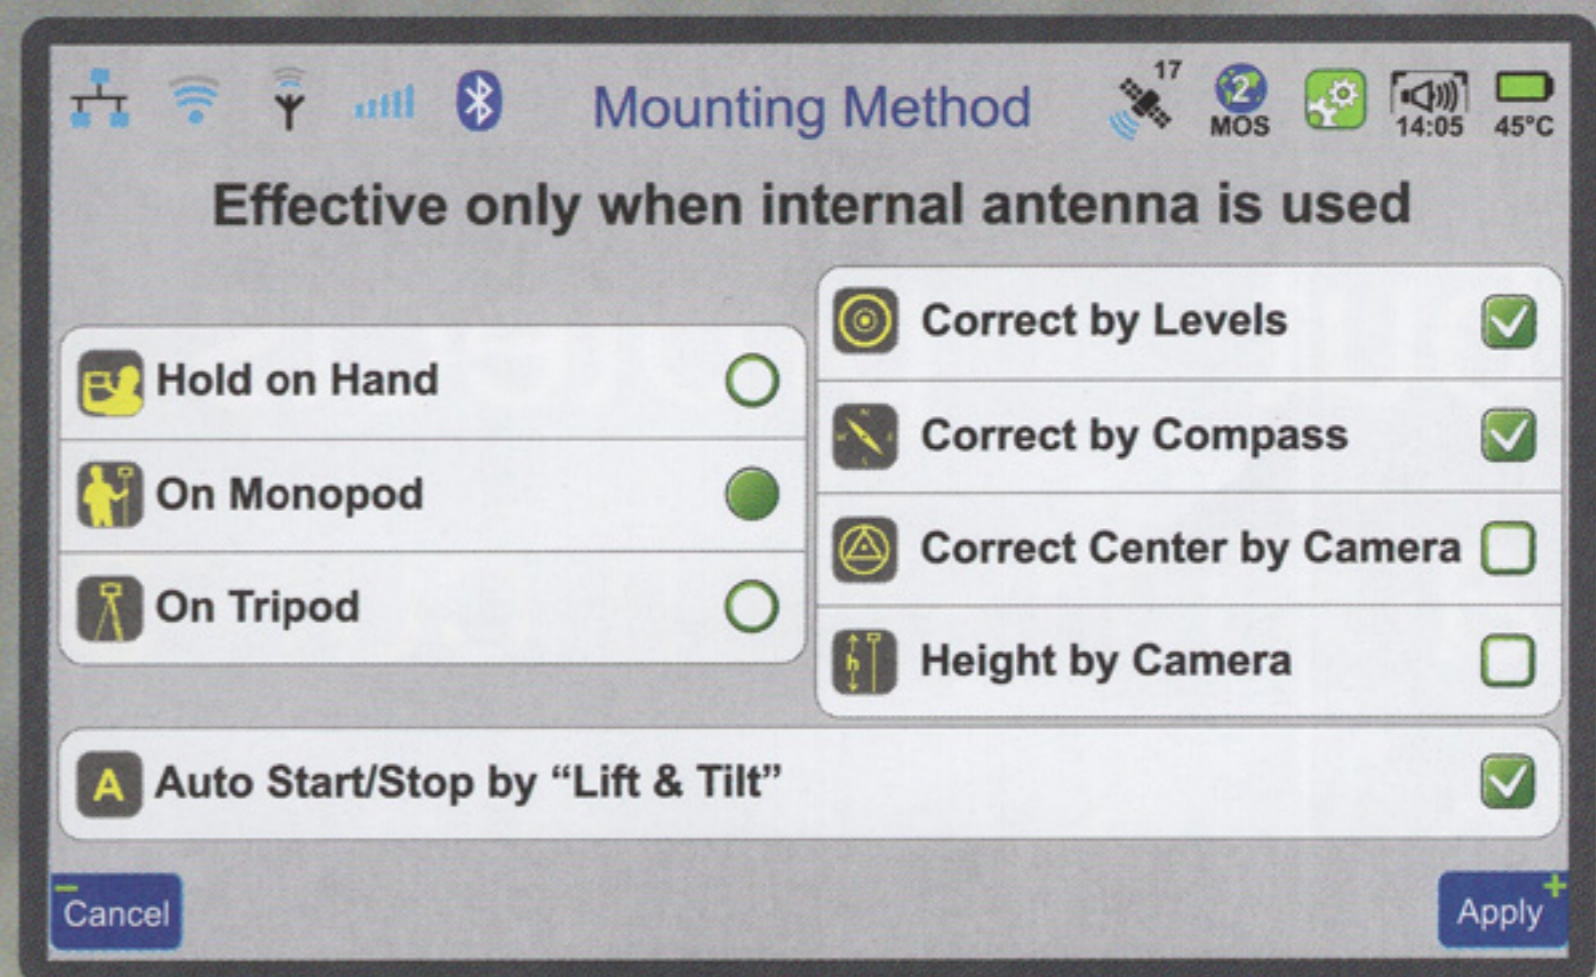 Mounting Method
17
2
MOS
14:05
45°C
Effective only when internal antenna is used
Hold on Hand
On Monopod
On Tripod
Correct by Levels
N
W
E
S
Correct by Compass
Correct Center by Camera
h
Height by Camera
A
Auto Start/Stop by “Lift & Tilt”
Cancel
Apply